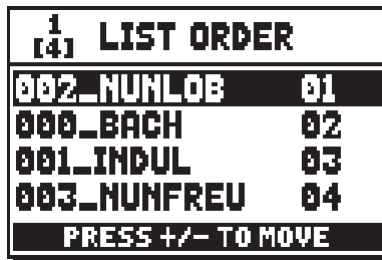 1
[4] LIST ORDER
002_NUNLOB 01
000_BACH 02
001_INDUL 03
003_NUNFREU 04
PRESS +/- TO MOVE